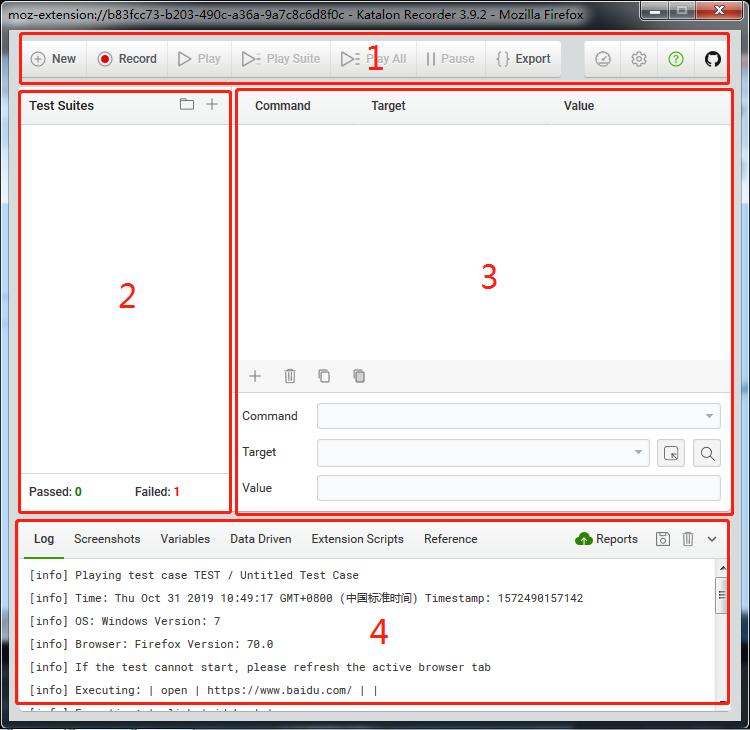 moz-extension://b83fcc73-b203-490c-a36a-9a7c8c6d8f0c - Katalon Recorder 3.9.2 - Mozilla Firefox
New Record Play Play Suite Play All Pause { } Export
1
Test Suites
Command Target Value
2
3
Command
Target
Value
Passed: 0 Failed: 1
Log Screenshots Variables Data Driven Extension Scripts Reference Reports
[info] Playing test case TEST / Untitled Test Case
[info] Time: Thu Oct 31 2019 10:49:17 GMT+0800 (中国标准时间) Timestamp: 1572490157142
[info] OS: Windows Version: 7
[info] Browser: Firefox Version: 70.0
4
[info] If the test cannot start, please refresh the active browser tab
[info] Executing: | open | https://www.baidu.com/ | |